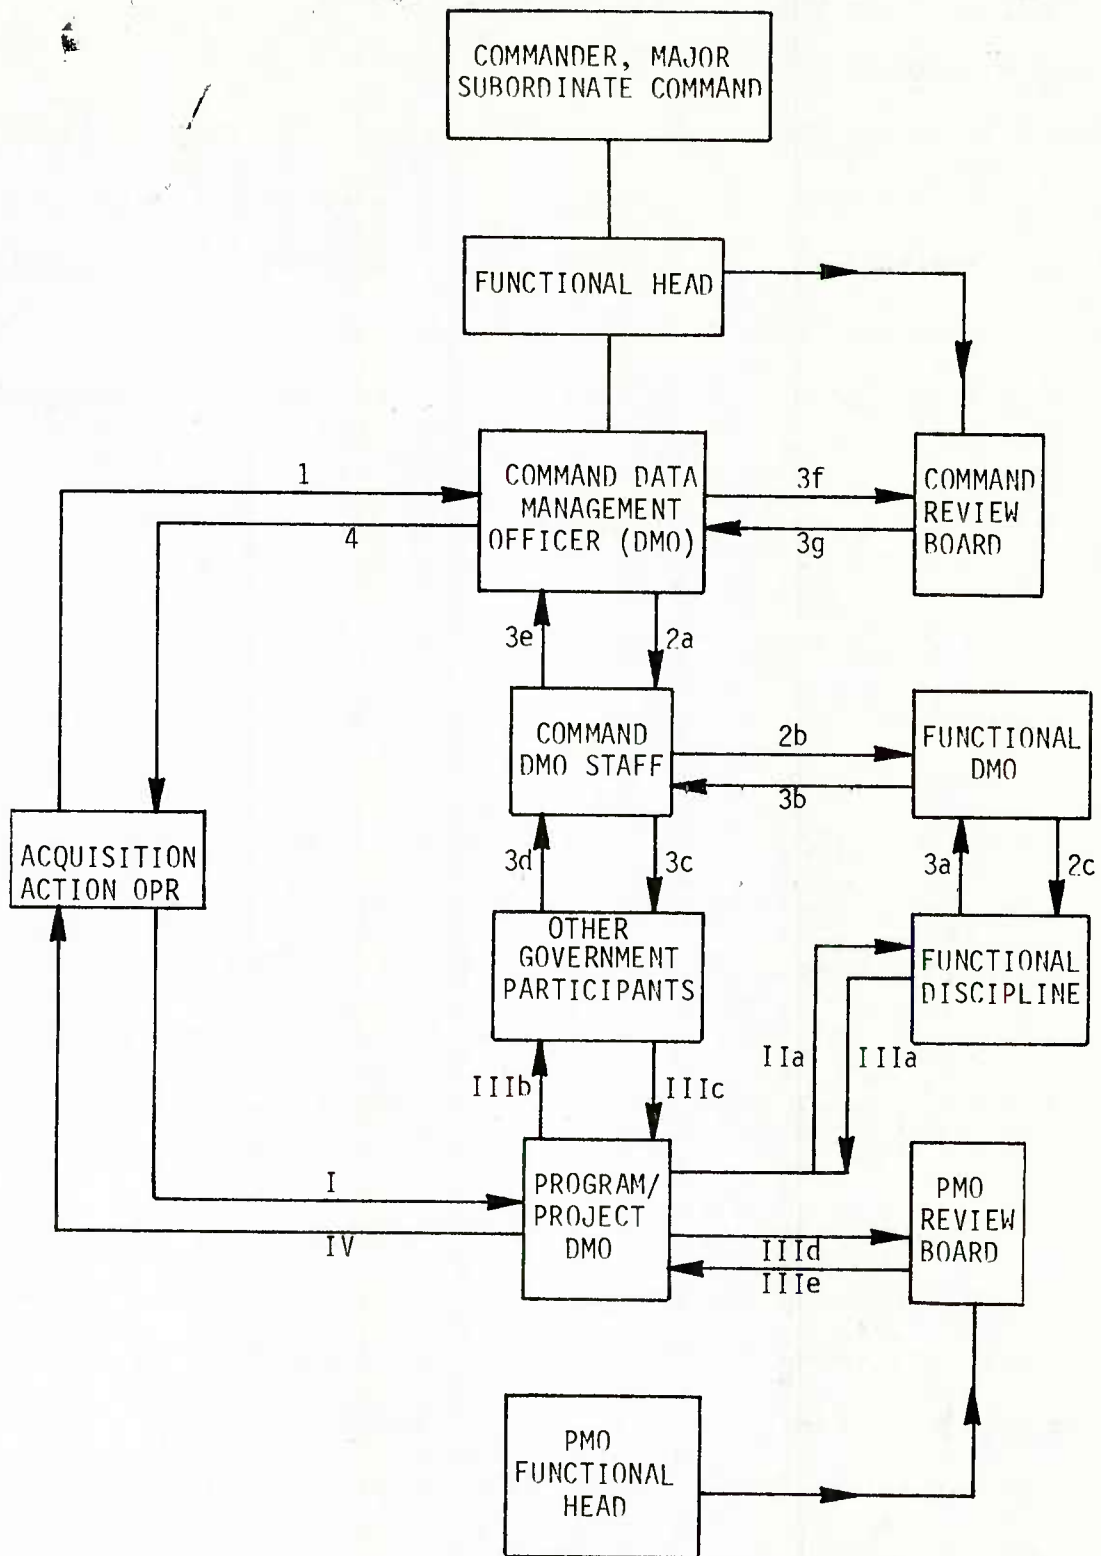 COMMANDER, MAJOR
SUBORDINATE COMMAND
FUNCTIONAL HEAD
COMMAND DATA
MANAGEMENT
OFFICER (DMO)
COMMAND
REVIEW
BOARD
1
4
3f
3g
3e
2a
COMMAND
DMO STAFF
2b
3b
FUNCTIONAL
DMO
ACQUISITION
ACTION OPR
3d
3c
3a
2c
OTHER
GOVERNMENT
PARTICIPANTS
FUNCTIONAL
DISCIPLINE
IIa
IIIa
IIIb
IIIc
I
IV
PROGRAM/
PROJECT
DMO
IIId
IIIe
PMO
REVIEW
BOARD
PMO
FUNCTIONAL
HEAD